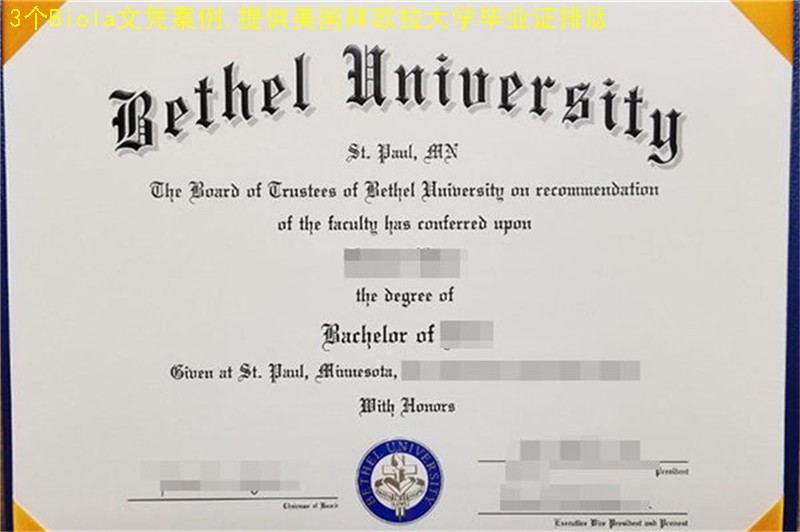 3个Biola文凭案例,提供美国拜欧拉大学毕业证排版
Bethel University
St. Paul, MN
The Board of Trustees of Bethel University on recommendation
of the faculty has conferred upon
the degree of
Bachelor of
Given at St. Paul, Minnesota,
With Honors
BETHEL UNIVERSITY
President
Chairman of Board
Executive Vice President and Provost